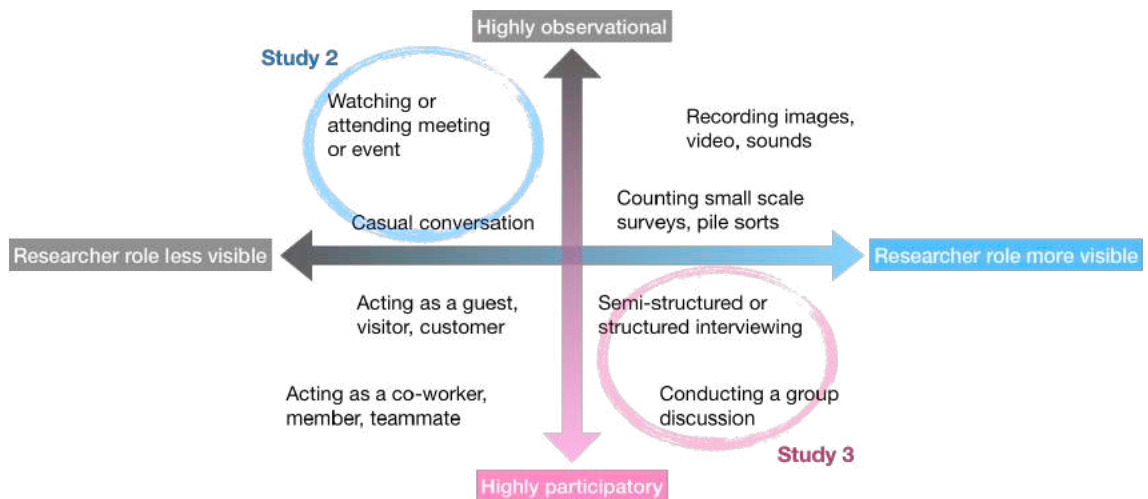 Highly observational
Study 2
Watching or
attending meeting
or event
Recording images,
video, sounds
Casual conversation
Counting small scale
surveys, pile sorts
Researcher role less visible
Researcher role more visible
Acting as a guest,
visitor, customer
Semi-structured or
structured interviewing
Acting as a co-worker,
member, teammate
Conducting a group
discussion
Study 3
Highly participatory